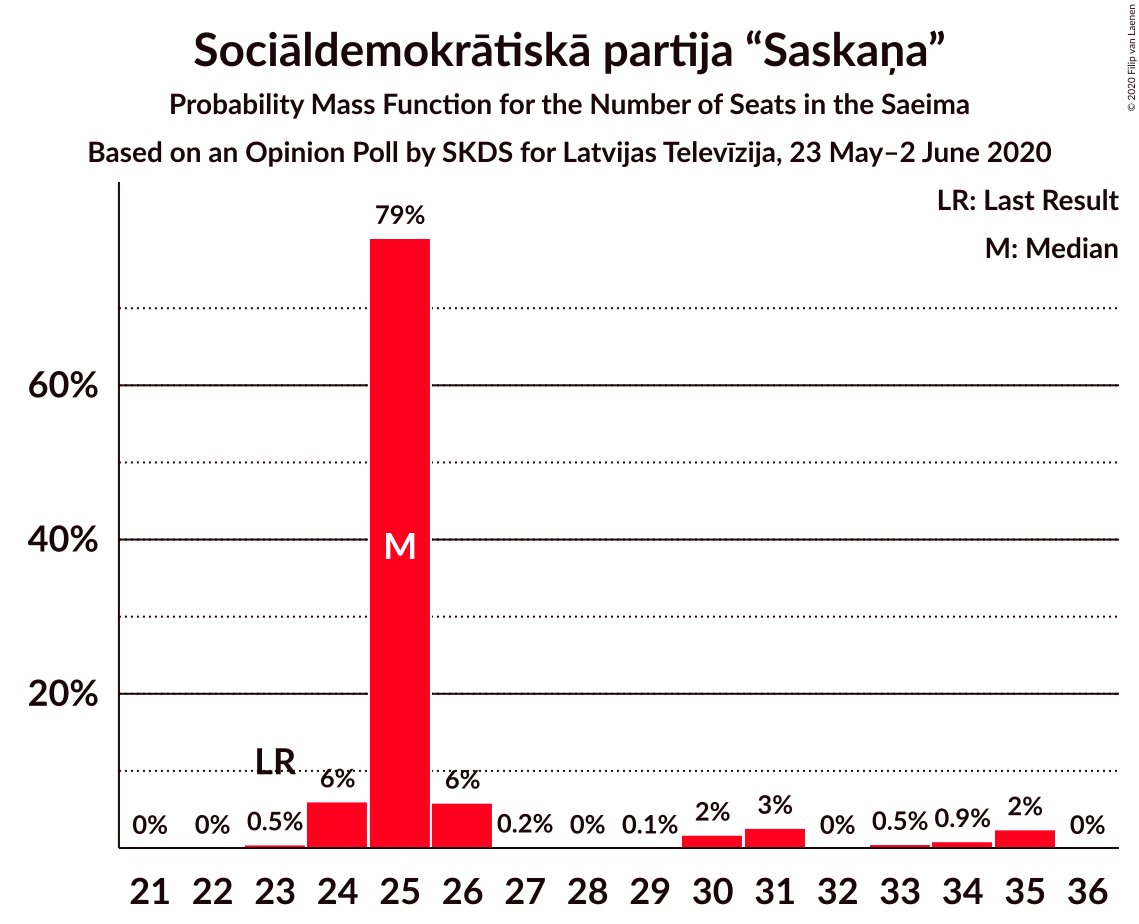 Sociāldemokrātiskā partija “Saskaņa”
Probability Mass Function for the Number of Seats in the Saeima
Based on an Opinion Poll by SKDS for Latvijas Televīzija, 23 May–2 June 2020
© 2020 Filip van Laenen
LR: Last Result
M: Median
60%
40%
20%
0% 0% 0.5% 6% 79% 6% 0.2% 0% 0.1% 2% 3% 0% 0.5% 0.9% 2% 0%
LR
M
21 22 23 24 25 26 27 28 29 30 31 32 33 34 35 36